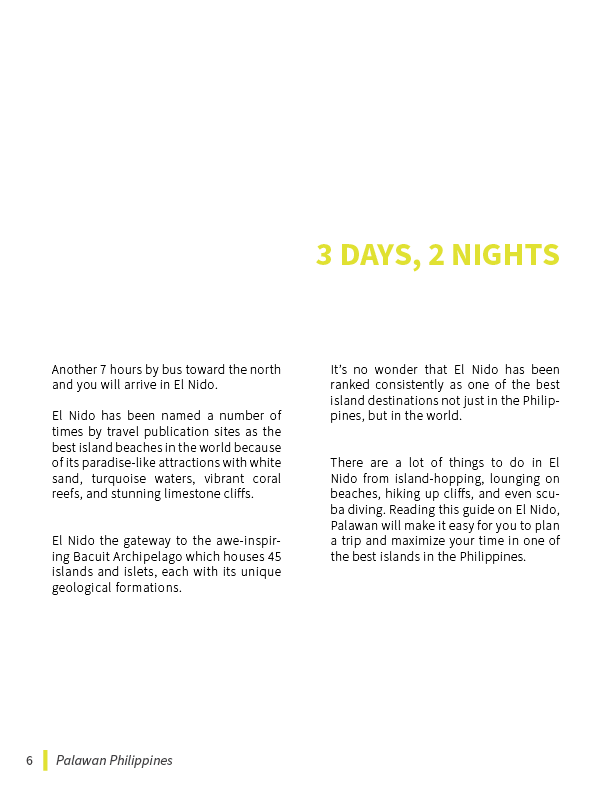 3 DAYS, 2 NIGHTS
Another 7 hours by bus toward the north
and you will arrive in El Nido.
El Nido has been named a number of
times by travel publication sites as the
best island beaches in the world because
of its paradise-like attractions with white
sand, turquoise waters, vibrant coral
reefs, and stunning limestone cliffs.
El Nido the gateway to the awe-inspir-
ing Bacuit Archipelago which houses 45
islands and islets, each with its unique
geological formations.
It’s no wonder that El Nido has been
ranked consistently as one of the best
island destinations not just in the Philip-
pines, but in the world.
There are a lot of things to do in El
Nido from island-hopping, lounging on
beaches, hiking up cliffs, and even scu-
ba diving. Reading this guide on El Nido,
Palawan will make it easy for you to plan
a trip and maximize your time in one of
the best islands in the Philippines.
6 Palawan Philippines